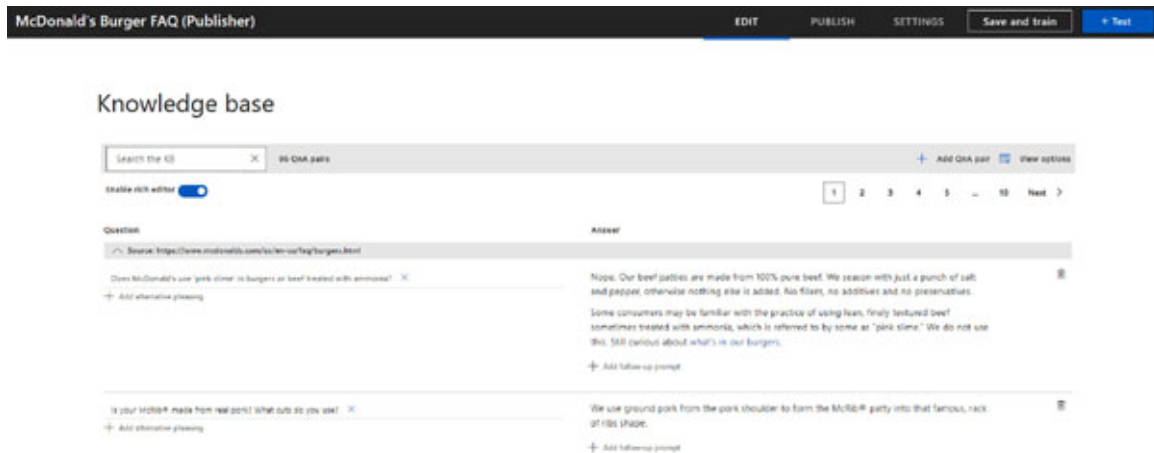 McDonald's Burger FAQ (Publisher)
EDIT
PUBLISH
SETTINGS
Save and train
+ Test
Knowledge base
Search the KB
96 QnA pairs
+ Add QnA pair
View options
Enable rich editor
1 2 3 4 5 ... 10 Next >
Question
Answer
Source: https://www.mcdonalds.com/us/en-us/faq/burgers.html
Does McDonald's use 'pink slime' in burgers or beef treated with ammonia?
+ Add alternative phrasing
Nope. Our beef patties are made from 100% pure beef. We season with just a punch of salt
and pepper, otherwise nothing else is added. No fillers, no additives and no preservatives.
Some consumers may be familiar with the practice of using lean, finely textured beef
sometimes treated with ammonia, which is referred to by some as "pink slime." We do not use
this. Still curious about what's in our burgers.
+ Add follow-up prompt
Is your McRib® made from real pork? What cuts do you use?
+ Add alternative phrasing
We use ground pork from the pork shoulder to form the McRib® patty into that famous, rack
of ribs shape.
+ Add follow-up prompt